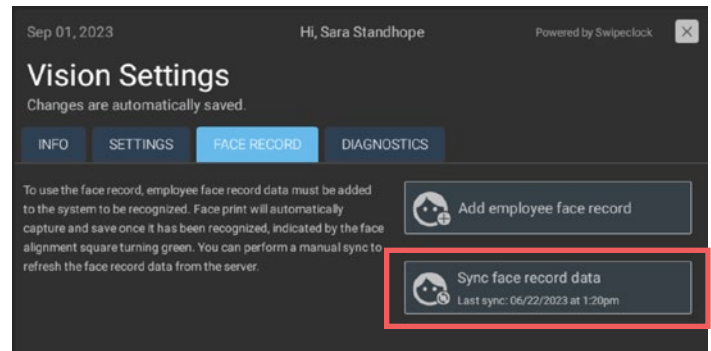 Sep 01, 2023 Hi, Sara Standhope Powered by Swipeclock
Vision Settings
Changes are automatically saved.
INFO SETTINGS FACE RECORD DIAGNOSTICS
To use the face record, employee face record data must be added
to the system to be recognized. Face print will automatically
capture and save once it has been recognized, indicated by the face
alignment square turning green. You can perform a manual sync to
refresh the face record data from the server.
Add employee face record
Sync face record data
Last sync: 06/22/2023 at 1:20pm